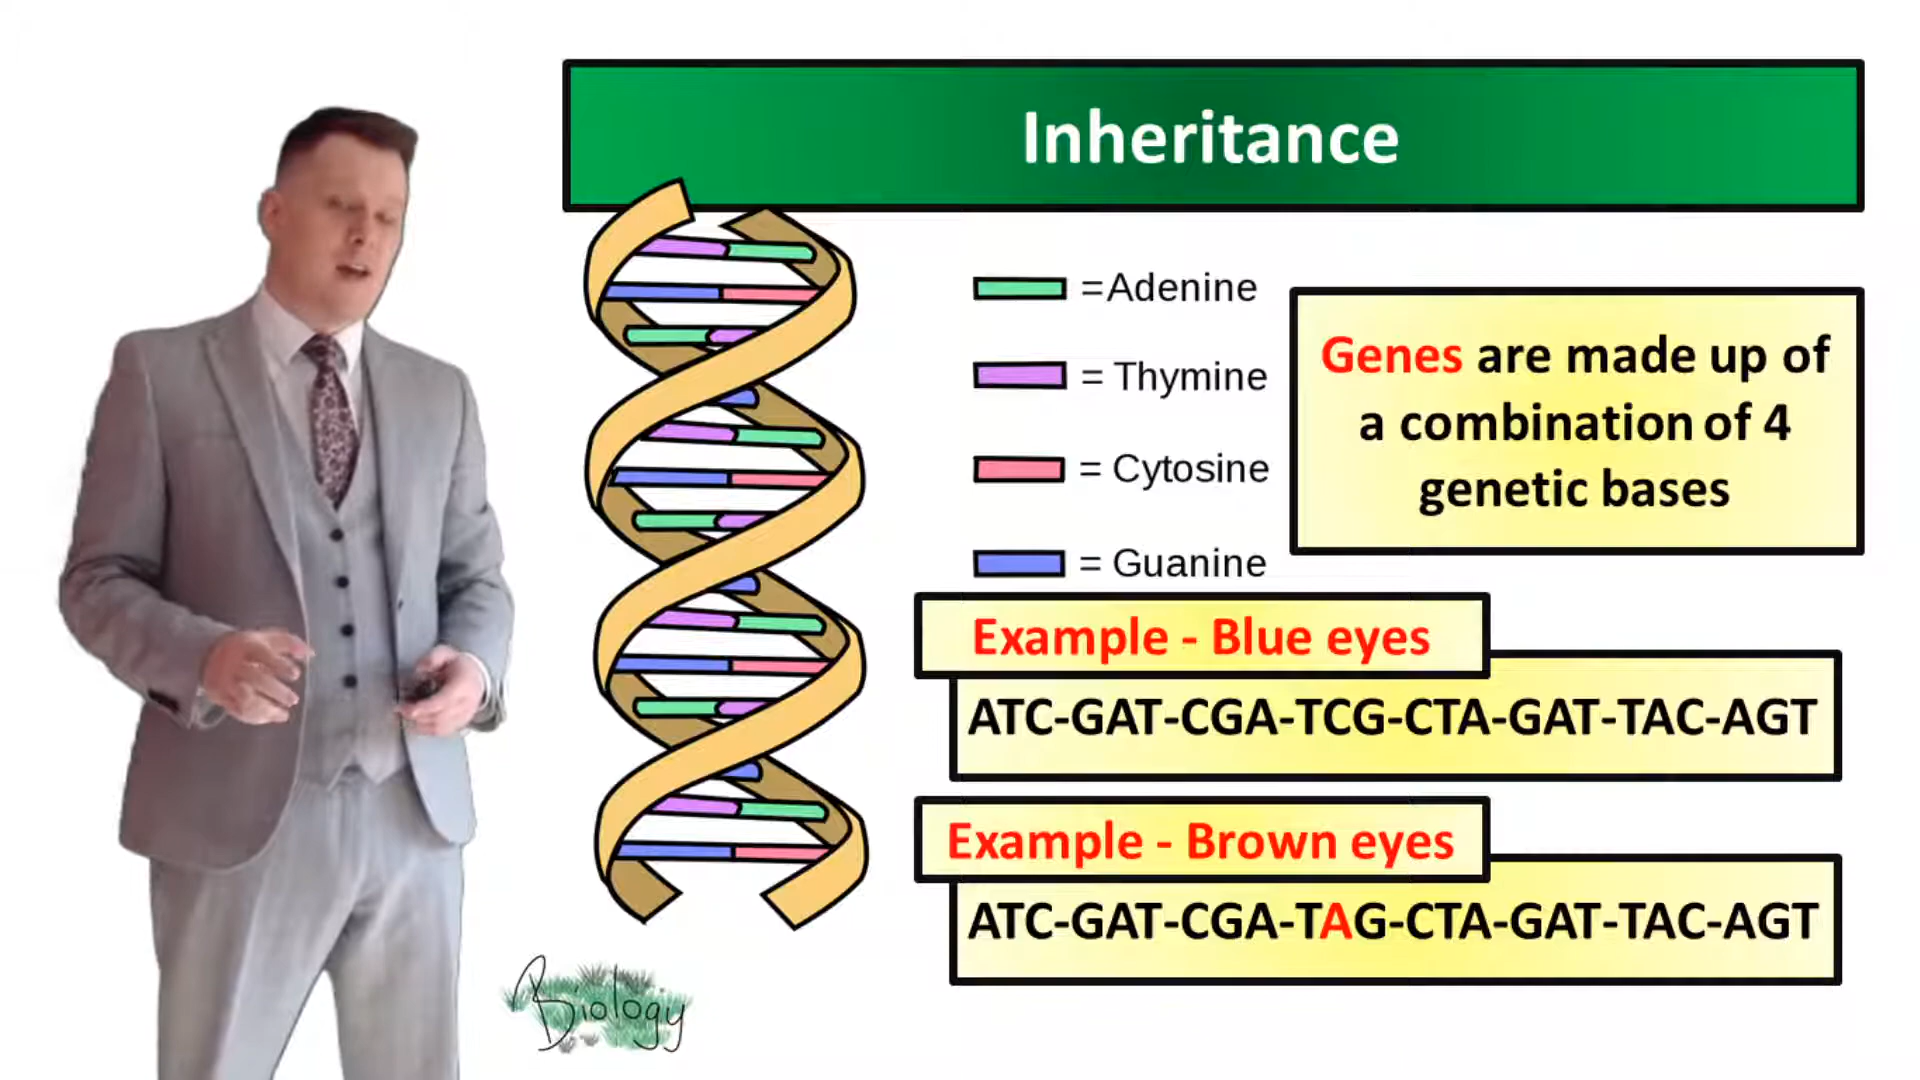 Inheritance
=Adenine
= Thymine
= Cytosine
= Guanine
Genes are made up of
a combination of 4
genetic bases
Example - Blue eyes
ATC-GAT-CGA-TCG-CTA-GAT-TAC-AGT
Example - Brown eyes
ATC-GAT-CGA-TAG-CTA-GAT-TAC-AGT
Biology